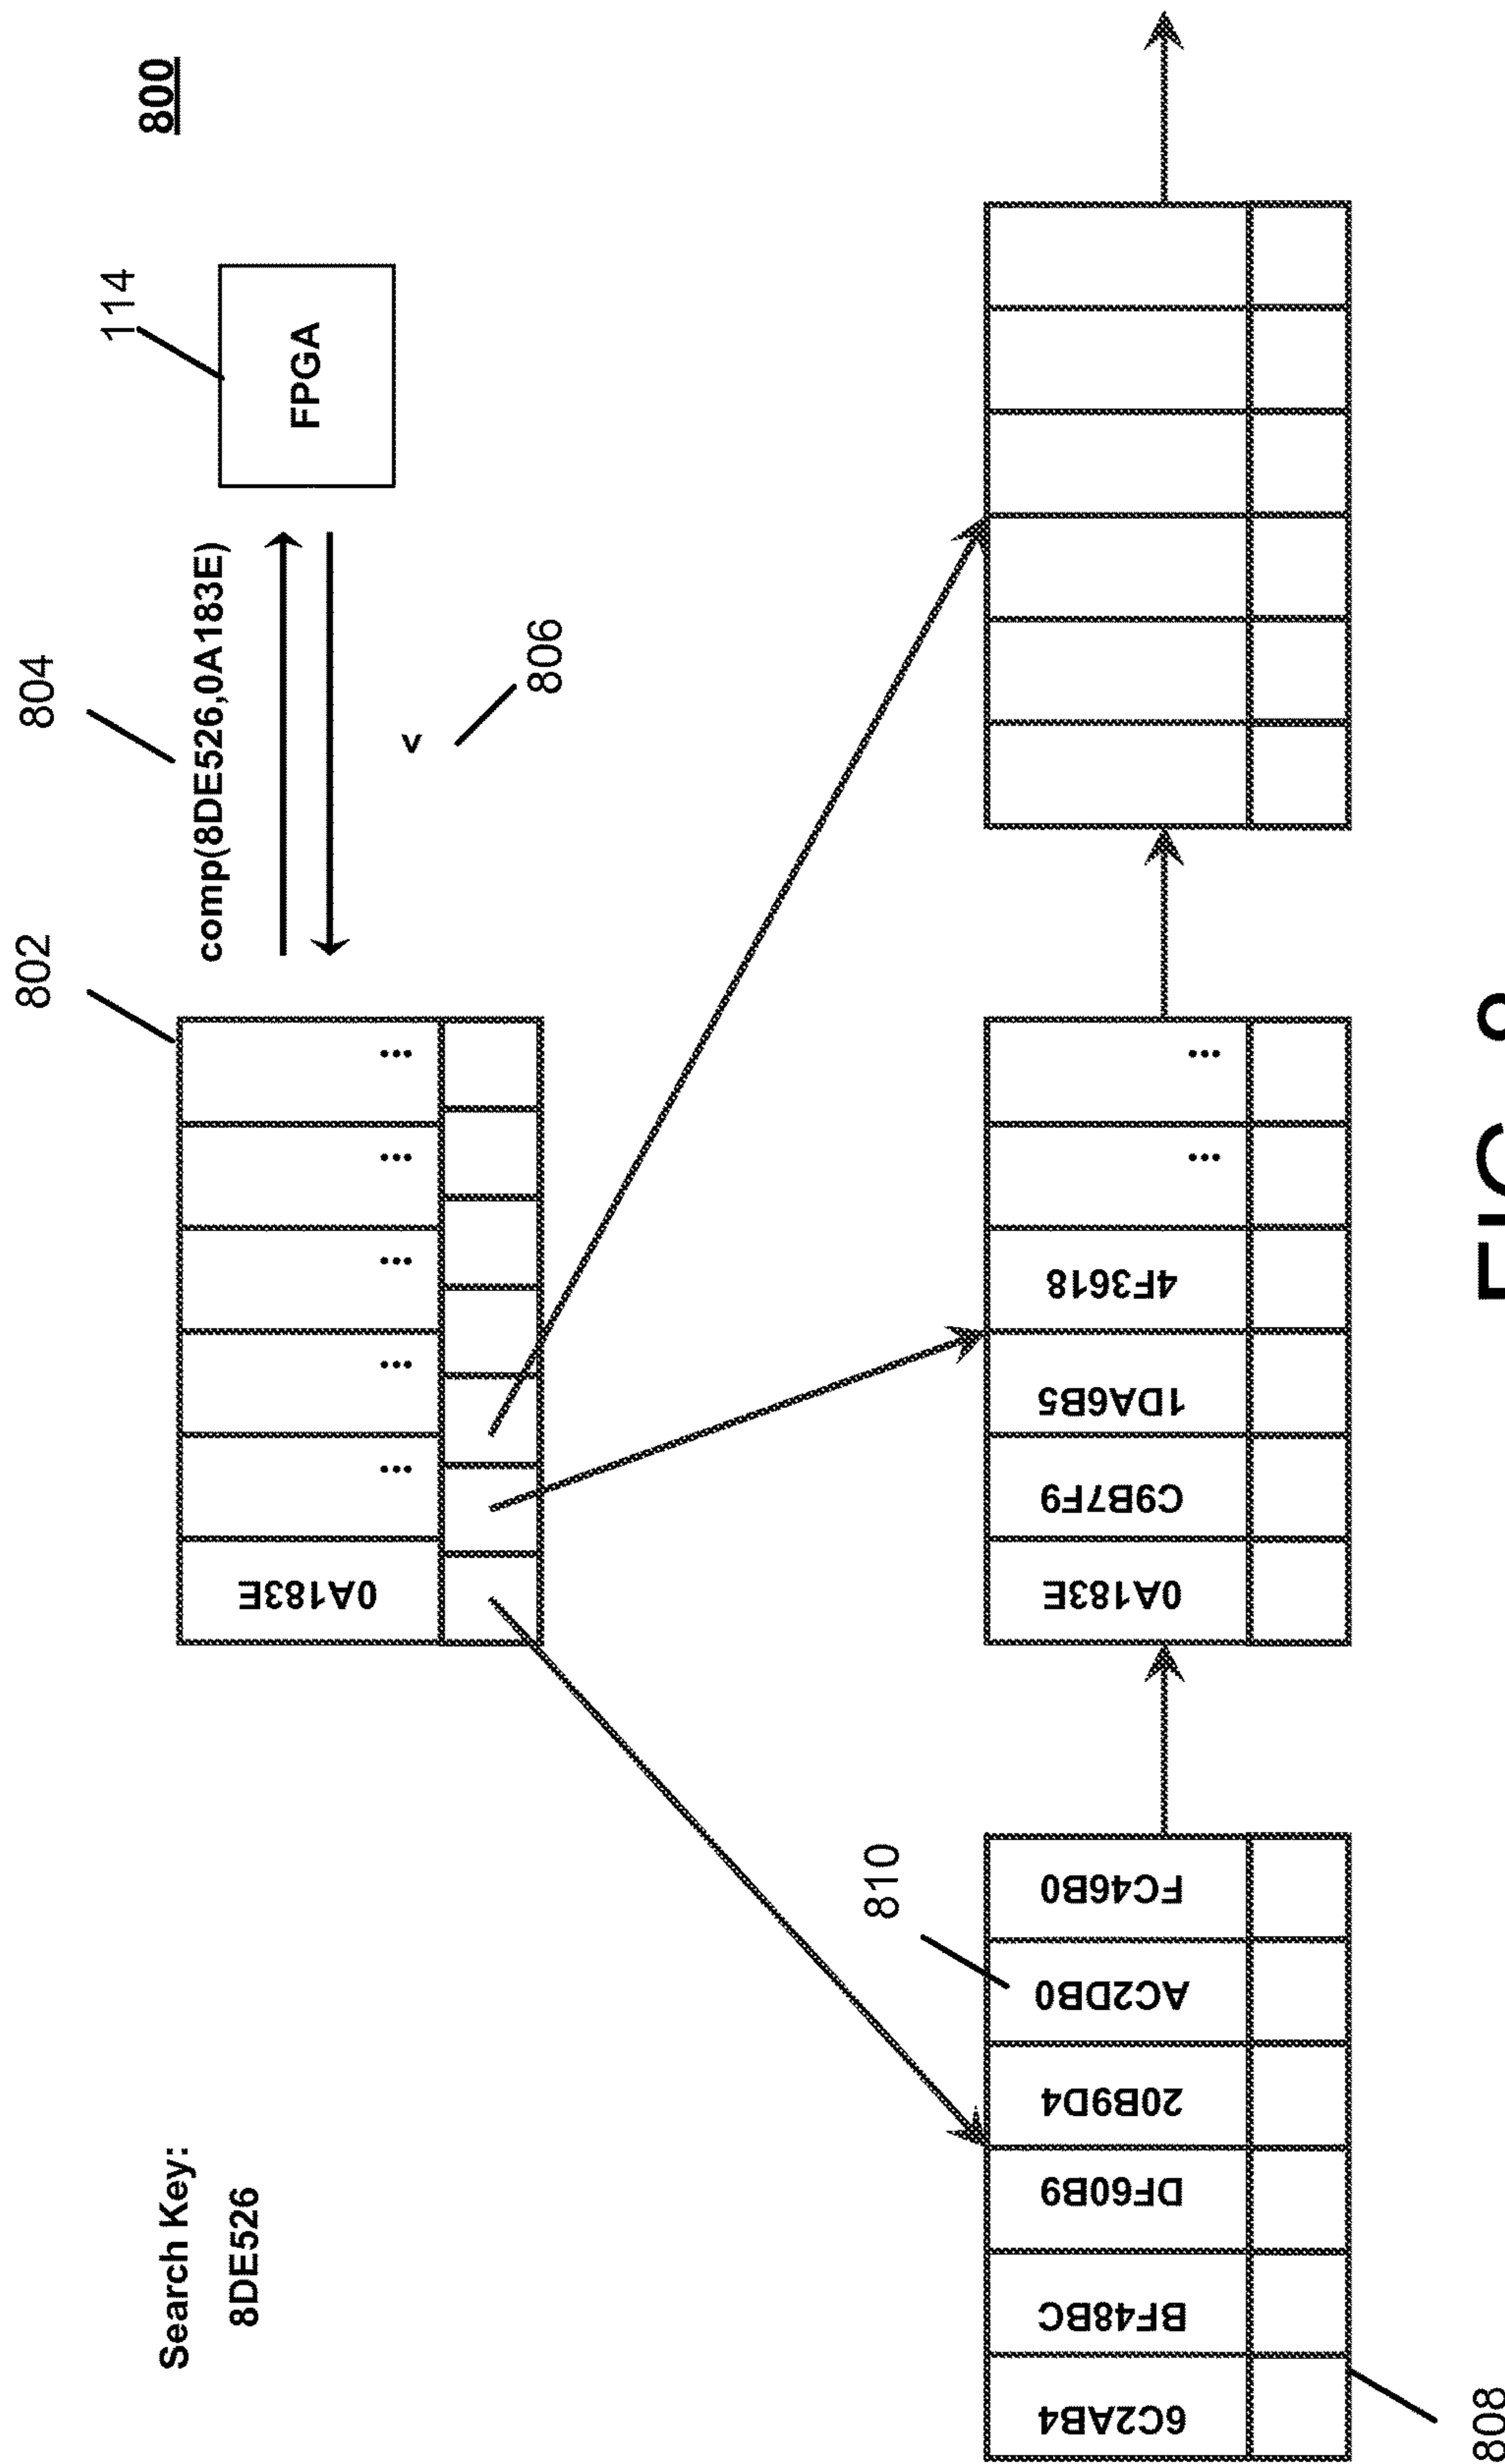 800
Search Key:
8DE526
802
804
comp(8DE526,0A183E)
<
806
114
FPGA
0A183E
...
...
...
...
...
810
6C2AB4
BF48BC
DF60B9
20B9D4
AC2DB0
FC46B0
0A183E
C9B7F9
1DA6B5
4F3618
...
...
808